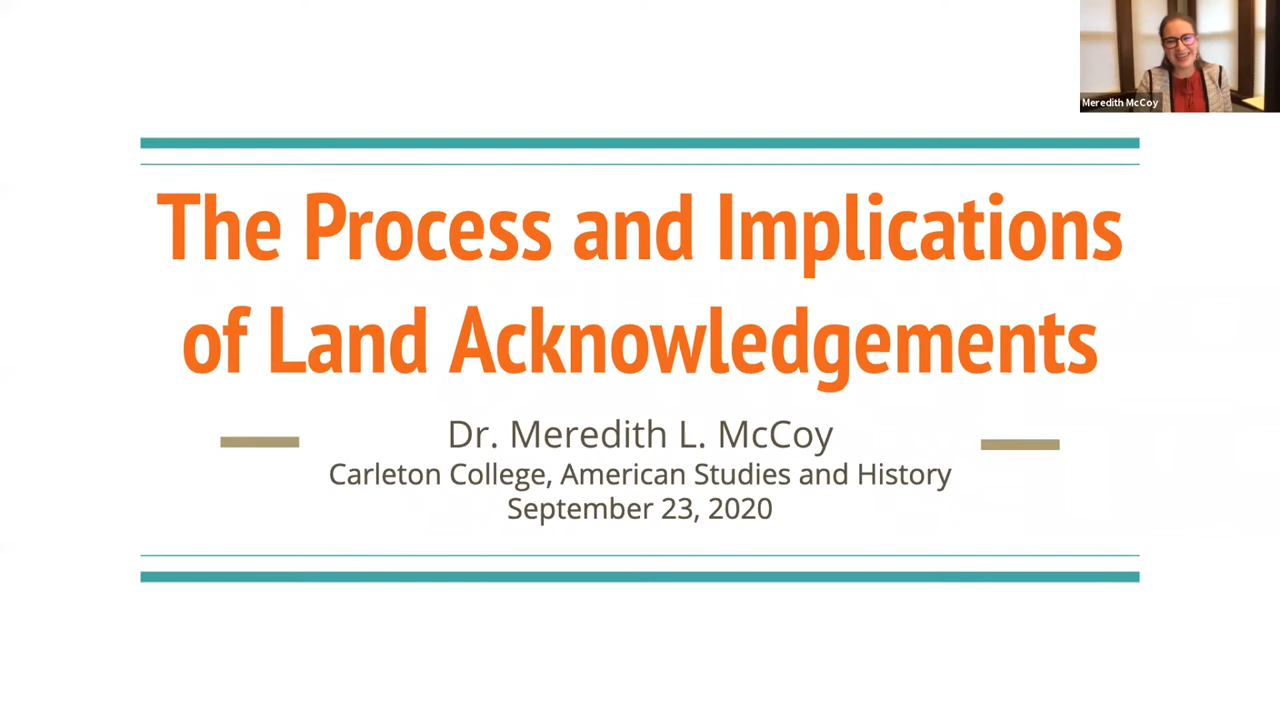 Meredith McCoy
The Process and Implications
of Land Acknowledgements
Dr. Meredith L. McCoy
Carleton College, American Studies and History
September 23, 2020